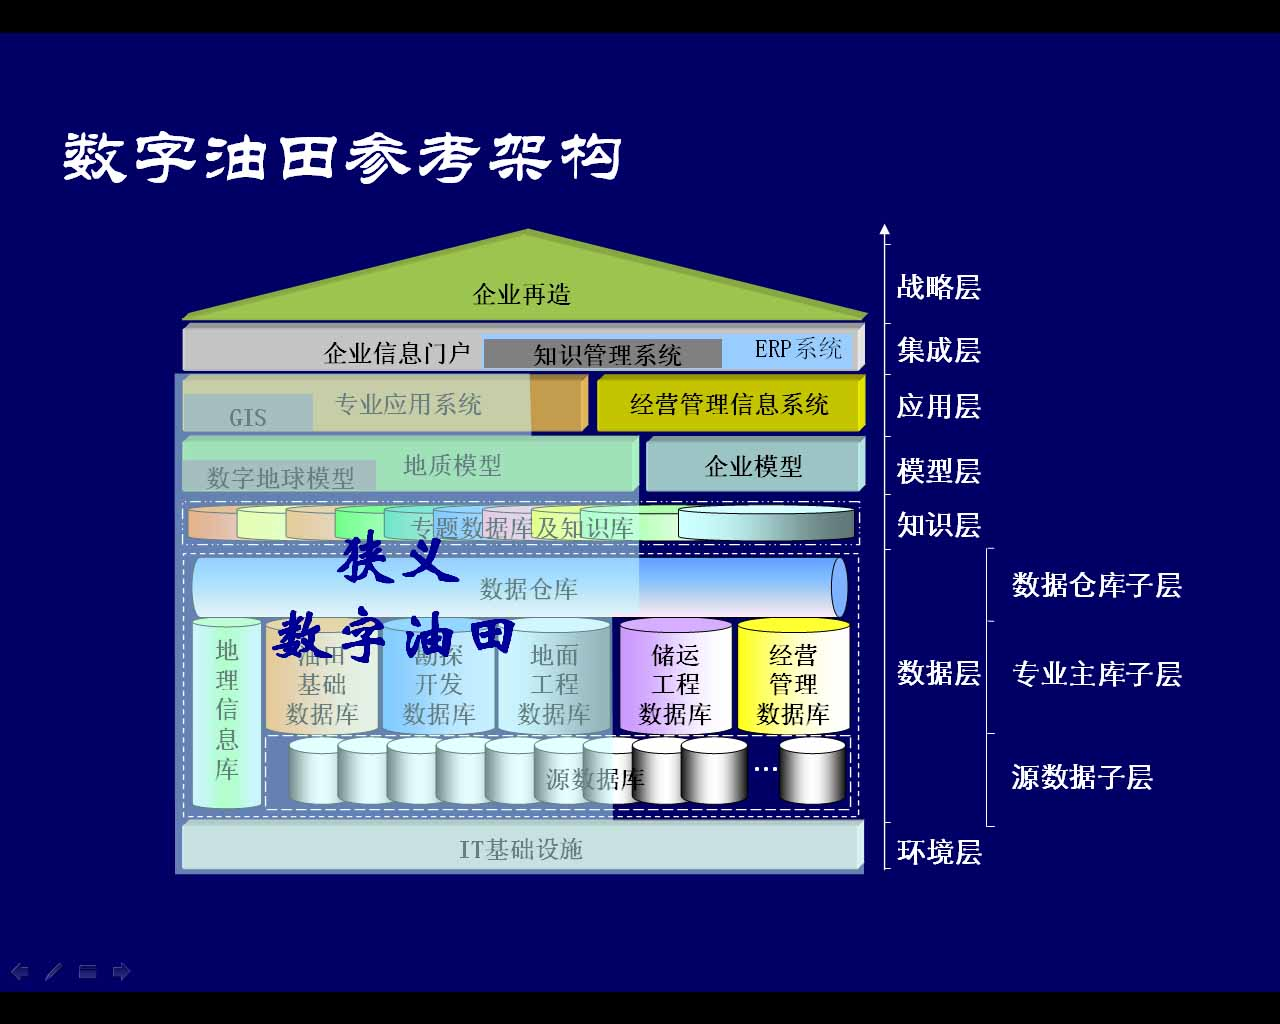 数字油田参考架构
企业再造
战略层
企业信息门户
知识管理系统
ERP系统
集成层
GIS
专业应用系统
经营管理信息系统
应用层
数字地球模型
地质模型
企业模型
模型层
专题数据库及知识库
知识层
狭义
数字油田
数据仓库
数据仓库子层
地理信息库
油田
基础
数据库
勘探
开发
数据库
地面
工程
数据库
储运
工程
数据库
经营
管理
数据库
数据层
专业主库子层
源数据库
···
源数据子层
IT基础设施
环境层